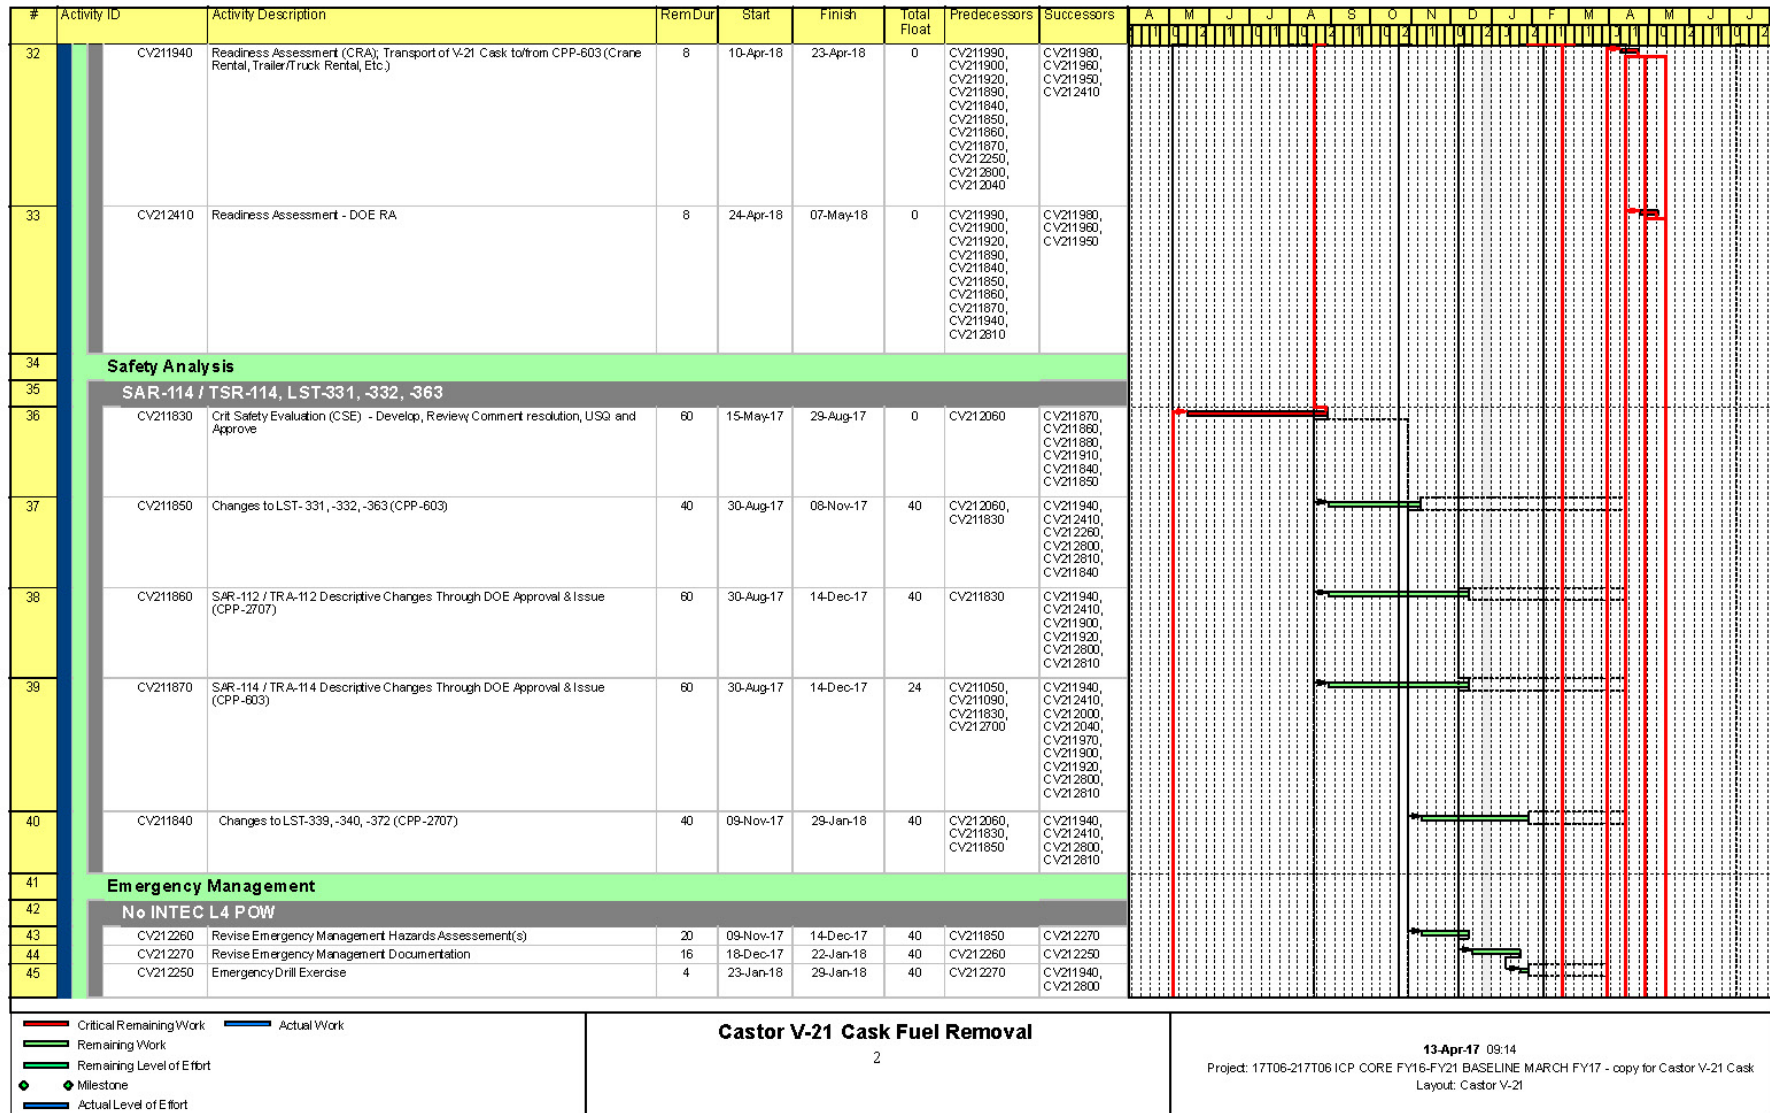 # Activity ID Activity Description RemDur Start Finish Total Float Predecessors Successors A M J J A S O N D J F M A M J J
32 CV211940 Readiness Assessment (CRA); Transport of V-21 Cask to/from CPP-603 (Crane 8 10-Apr-18 23-Apr-18 0 CV211990, CV211980,
Rental, Trailer/Truck Rental, Etc.) CV211900, CV211960,
CV211920, CV211950,
CV211890, CV212410
CV211840,
CV211850,
CV211860,
CV211870,
CV212250,
CV212800,
CV212040
33 CV212410 Readiness Assessment - DOE RA 8 24-Apr-18 07-May-18 0 CV211990, CV211980,
CV211900, CV211960,
CV211920, CV211950
CV211890,
CV211840,
CV211850,
CV211860,
CV211870,
CV211940,
CV212810
34 Safety Analysis
35 SAR-114 / TSR-114, LST-331, -332, -363
36 CV211830 Crit Safety Evaluation (CSE) - Develop, Review, Comment resolution, USQ and 60 15-May-17 29-Aug-17 0 CV212060 CV211870,
Approve CV211860,
CV211880,
CV211910,
CV211840,
CV211850
37 CV211850 Changes to LST- 331, -332, -363 (CPP-603) 40 30-Aug-17 08-Nov-17 40 CV212060, CV211940,
CV211830 CV212410,
CV212260,
CV212800,
CV212810,
CV211840
38 CV211860 SAR-112 / TRA-112 Descriptive Changes Through DOE Approval & Issue 60 30-Aug-17 14-Dec-17 40 CV211830 CV211940,
(CPP-2707) CV212410,
CV211900,
CV211920,
CV212800,
CV212810
39 CV211870 SAR-114 / TRA-114 Descriptive Changes Through DOE Approval & Issue 60 30-Aug-17 14-Dec-17 24 CV211050, CV211940,
(CPP-603) CV211090, CV212410,
CV211830, CV212000,
CV212700 CV212040,
CV211970,
CV211900,
CV211920,
CV212800,
CV212810
40 CV211840 Changes to LST-339, -340, -372 (CPP-2707) 40 09-Nov-17 29-Jan-18 40 CV212060, CV211940,
CV211830, CV212410,
CV211850 CV212800,
CV212810
41 Emergency Management
42 No INTEC L4 POW
43 CV212260 Revise Emergency Management Hazards Assessement(s) 20 09-Nov-17 14-Dec-17 40 CV211850 CV212270
44 CV212270 Revise Emergency Management Documentation 16 18-Dec-17 22-Jan-18 40 CV212260 CV212250
45 CV212250 Emergency Drill Exercise 4 23-Jan-18 29-Jan-18 40 CV212270 CV211940,
CV212800
Critical Remaining Work Actual Work
Remaining Work
Remaining Level of Effort
Milestone
Actual Level of Effort
Castor V-21 Cask Fuel Removal
2
13-Apr-17 09:14
Project: 17T06-217T06 ICP CORE FY16-FY21 BASELINE MARCH FY17 - copy for Castor V-21 Cask
Layout: Castor V-21